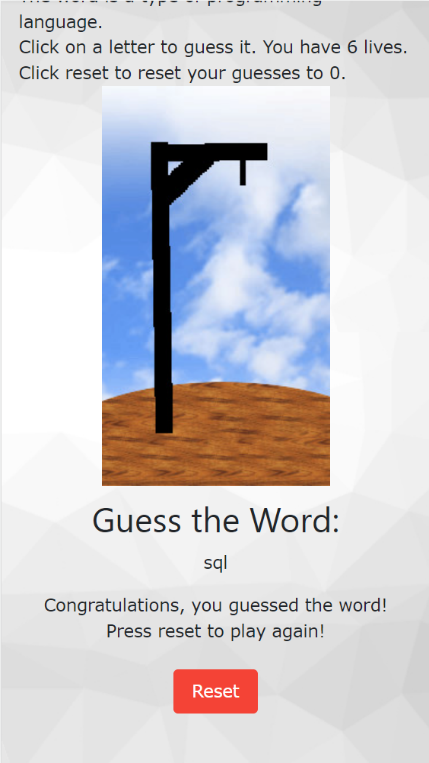 The word is a type of programming
language.
Click on a letter to guess it. You have 6 lives.
Click reset to reset your guesses to 0.
Guess the Word:
sql
Congratulations, you guessed the word!
Press reset to play again!
Reset